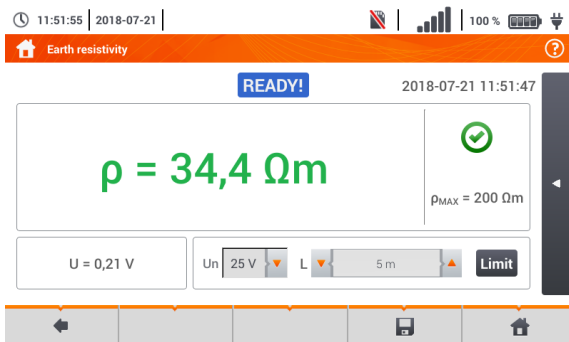 11:51:55 2018-07-21 100 %
Earth resistivity ?
READY! 2018-07-21 11:51:47
ρ = 34,4 Ωm
ρMAX = 200 Ωm
U = 0,21 V Un 25 V L 5 m Limit